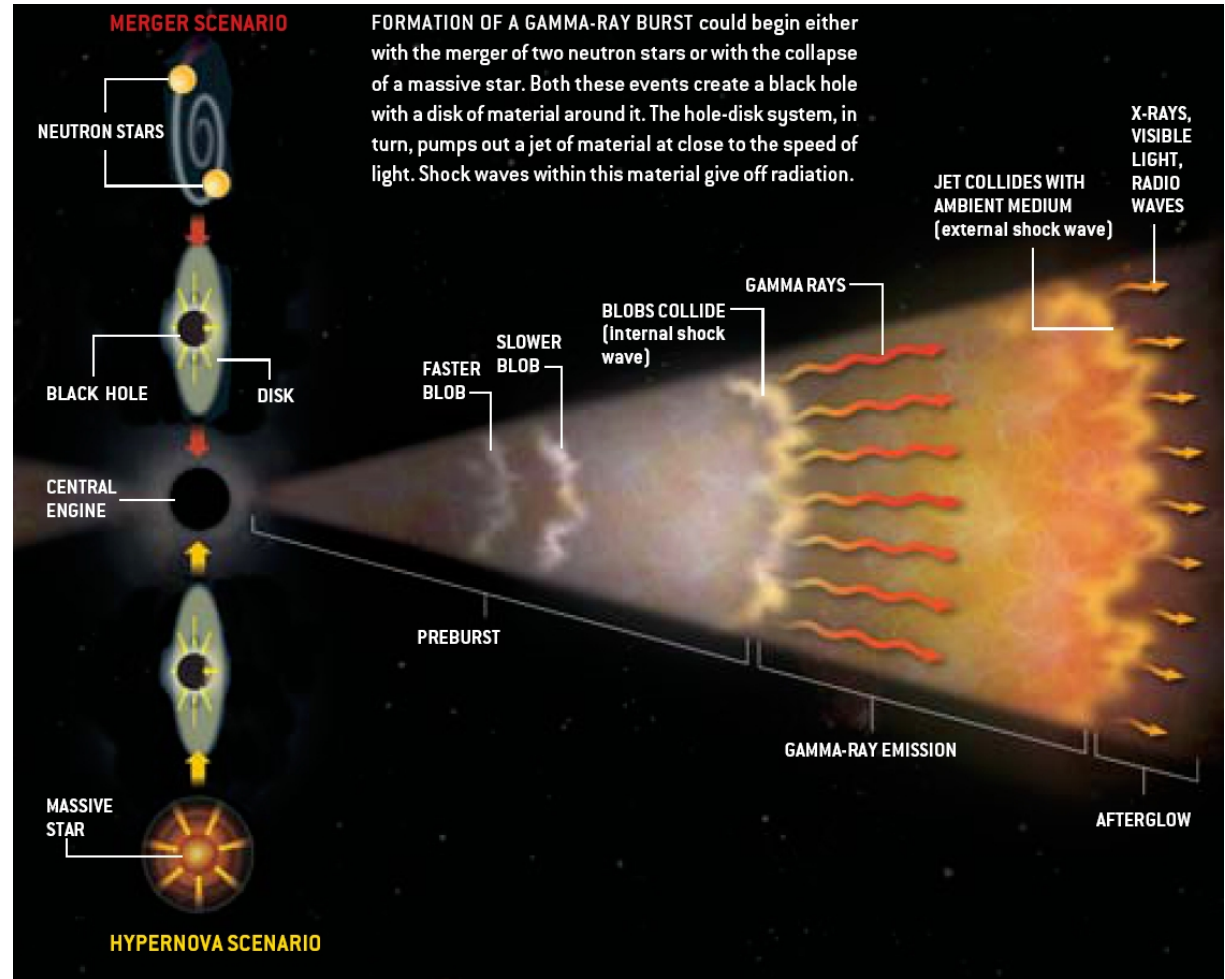 MERGER SCENARIO
FORMATION OF A GAMMA-RAY BURST could begin either
with the merger of two neutron stars or with the collapse
of a massive star. Both these events create a black hole
with a disk of material around it. The hole-disk system, in
turn, pumps out a jet of material at close to the speed of
light. Shock waves within this material give off radiation.
NEUTRON STARS
X-RAYS,
VISIBLE
LIGHT,
RADIO
WAVES
JET COLLIDES WITH
AMBIENT MEDIUM
(external shock wave)
GAMMA RAYS
BLOBS COLLIDE
(internal shock
wave)
SLOWER
BLOB
FASTER
BLOB
BLACK HOLE
DISK
CENTRAL
ENGINE
PREBURST
GAMMA-RAY EMISSION
AFTERGLOW
MASSIVE
STAR
HYPERNOVA SCENARIO